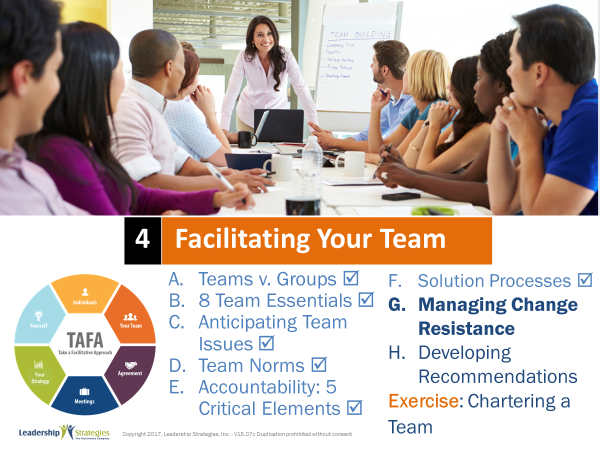 TEAM BUILDING
4 Facilitating Your Team
A. Teams v. Groups ☑
B. 8 Team Essentials ☑
C. Anticipating Team
Issues ☑
D. Team Norms ☑
E. Accountability: 5
Critical Elements ☑
F. Solution Processes ☑
G. Managing Change
Resistance
H. Developing
Recommendations
Exercise: Chartering a
Team
Individuals
Yourself
Your Team
TAFA
Take a Facilitative Approach
Your
Strategy
Agreement
Meetings
Leadership Strategies
The Facilitation Company
Copyright 2017, Leadership Strategies, Inc. - V15.07c Duplication prohibited without consent